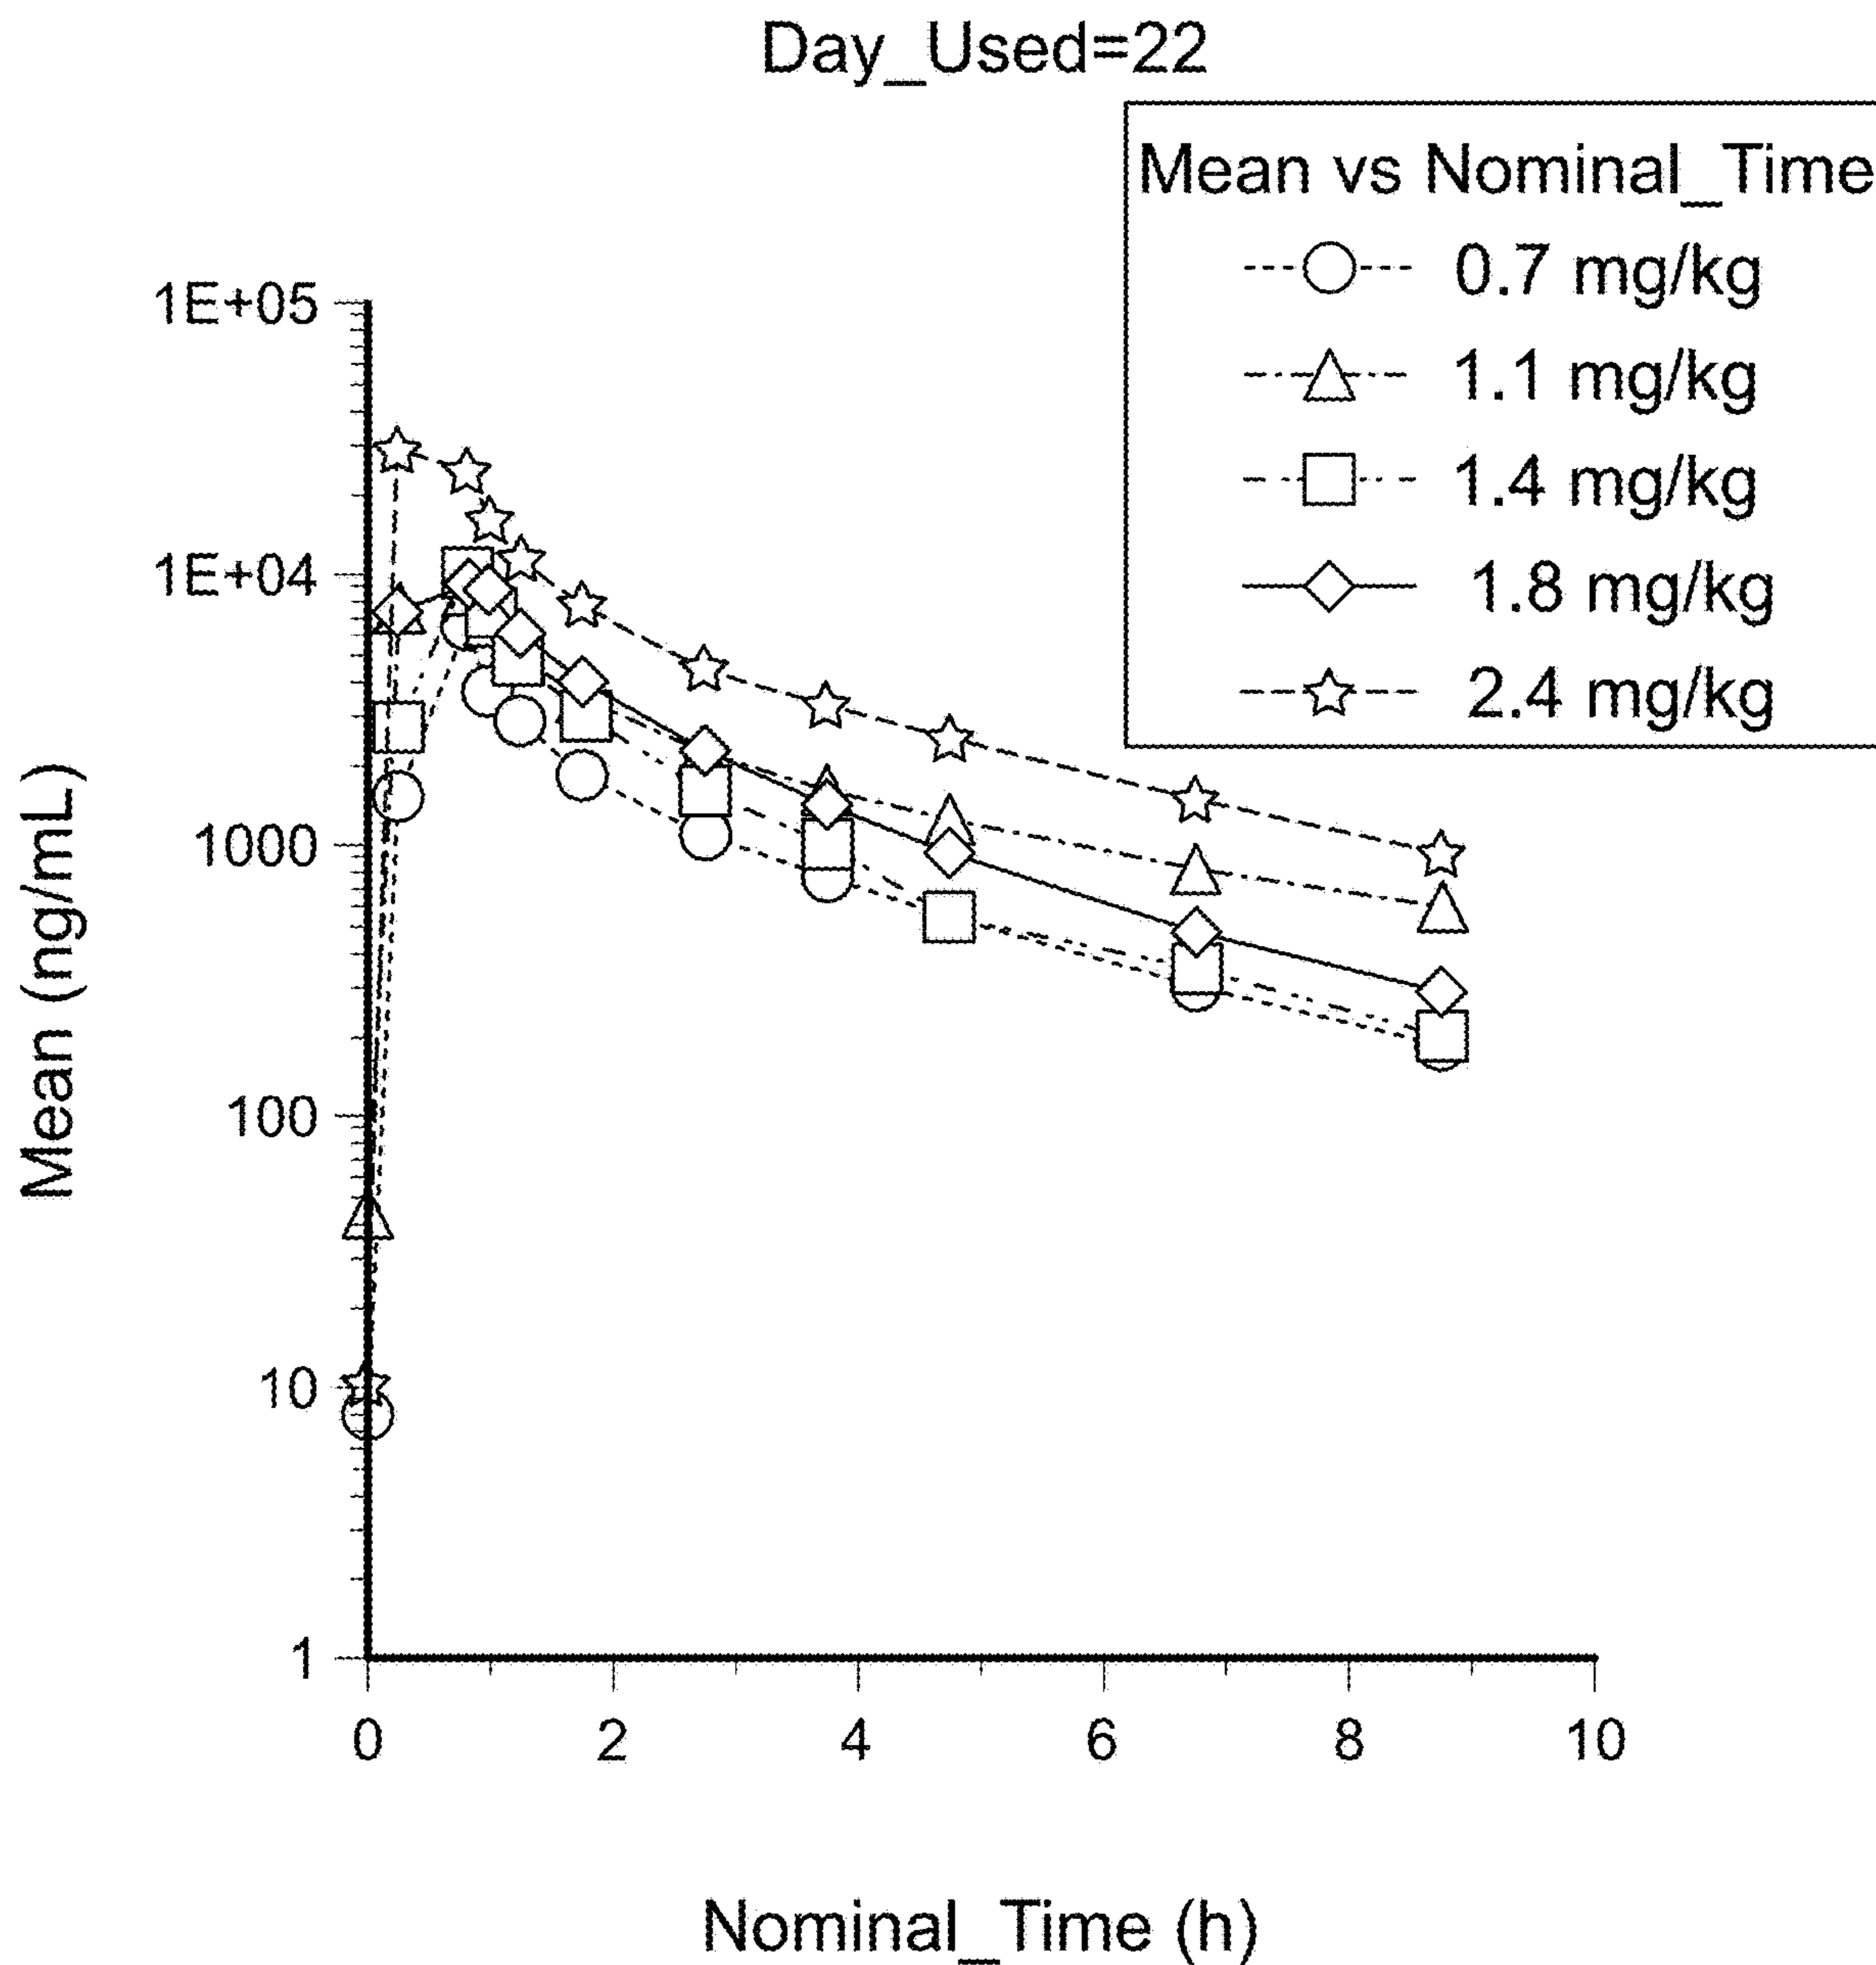 Day_Used=22
Mean vs Nominal_Time
0.7 mg/kg
1.1 mg/kg
1.4 mg/kg
1.8 mg/kg
2.4 mg/kg
Mean (ng/mL)
1E+05
1E+04
1000
100
10
1
0 2 4 6 8 10
Nominal_Time (h)